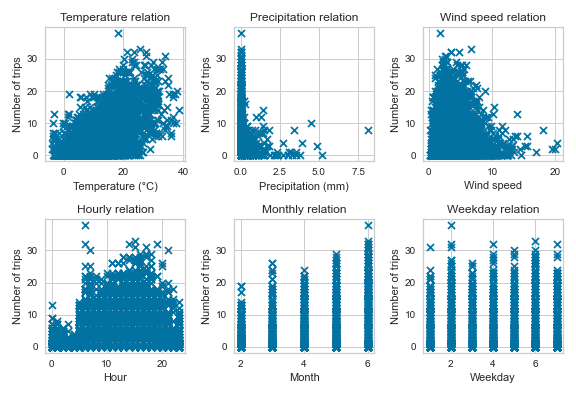 Temperature relation
Number of trips
30
20
10
0
0
20
40
Temperature (°C)
Precipitation relation
Number of trips
30
20
10
0
0.0
2.5
5.0
7.5
Precipitation (mm)
Wind speed relation
Number of trips
30
20
10
0
0
10
20
Wind speed
Hourly relation
Number of trips
30
20
10
0
0
10
20
Hour
Monthly relation
Number of trips
30
20
10
0
2
3
4
5
6
Month
Weekday relation
Number of trips
30
20
10
0
2
4
6
Weekday